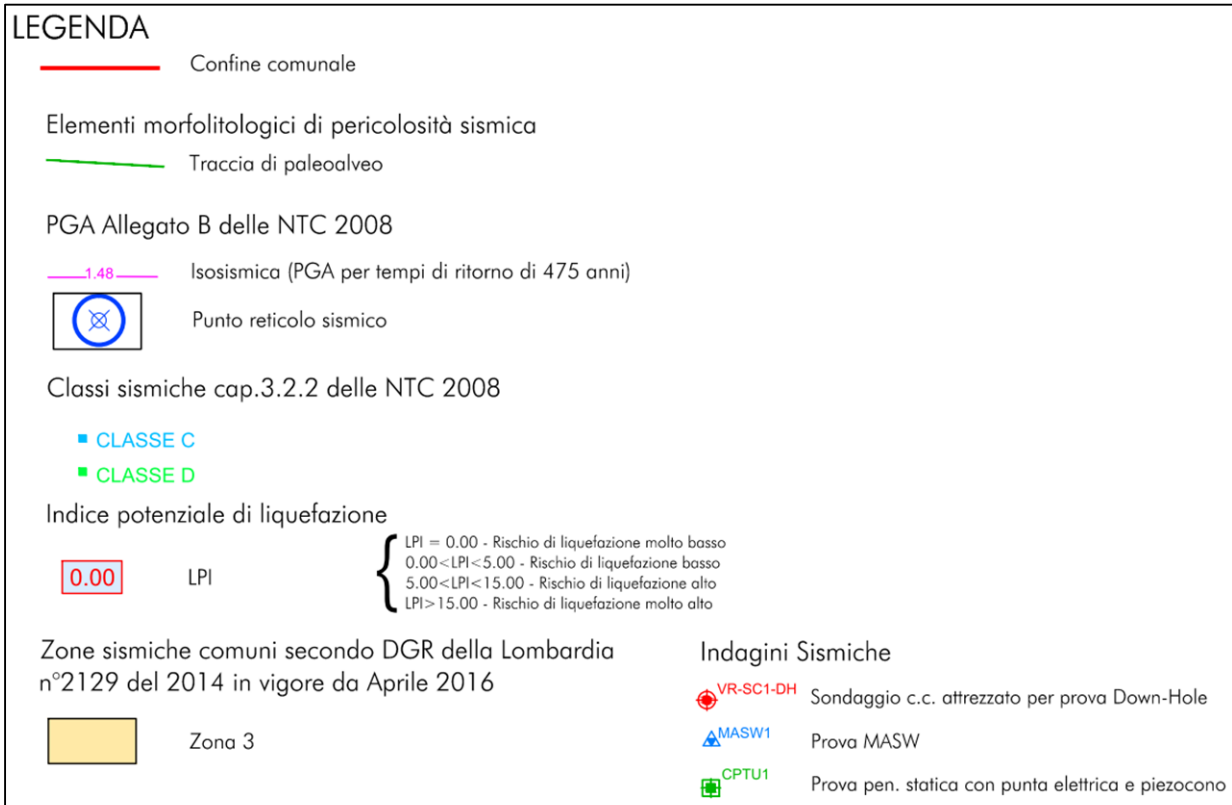 LEGENDA
Confine comunale
Elementi morfolitologici di pericolosità sismica
Traccia di paleoalveo
PGA Allegato B delle NTC 2008
1.48 Isosismica (PGA per tempi di ritorno di 475 anni)
Punto reticolo sismico
Classi sismiche cap.3.2.2 delle NTC 2008
CLASSE C
CLASSE D
Indice potenziale di liquefazione
0.00 LPI
LPI = 0.00 - Rischio di liquefazione molto basso
0.00<LPI<5.00 - Rischio di liquefazione basso
5.00<LPI<15.00 - Rischio di liquefazione alto
LPI>15.00 - Rischio di liquefazione molto alto
Zone sismiche comuni secondo DGR della Lombardia
n°2129 del 2014 in vigore da Aprile 2016
Zona 3
Indagini Sismiche
VR-SC1-DH Sondaggio c.c. attrezzato per prova Down-Hole
MASW1 Prova MASW
CPTU1 Prova pen. statica con punta elettrica e piezocono